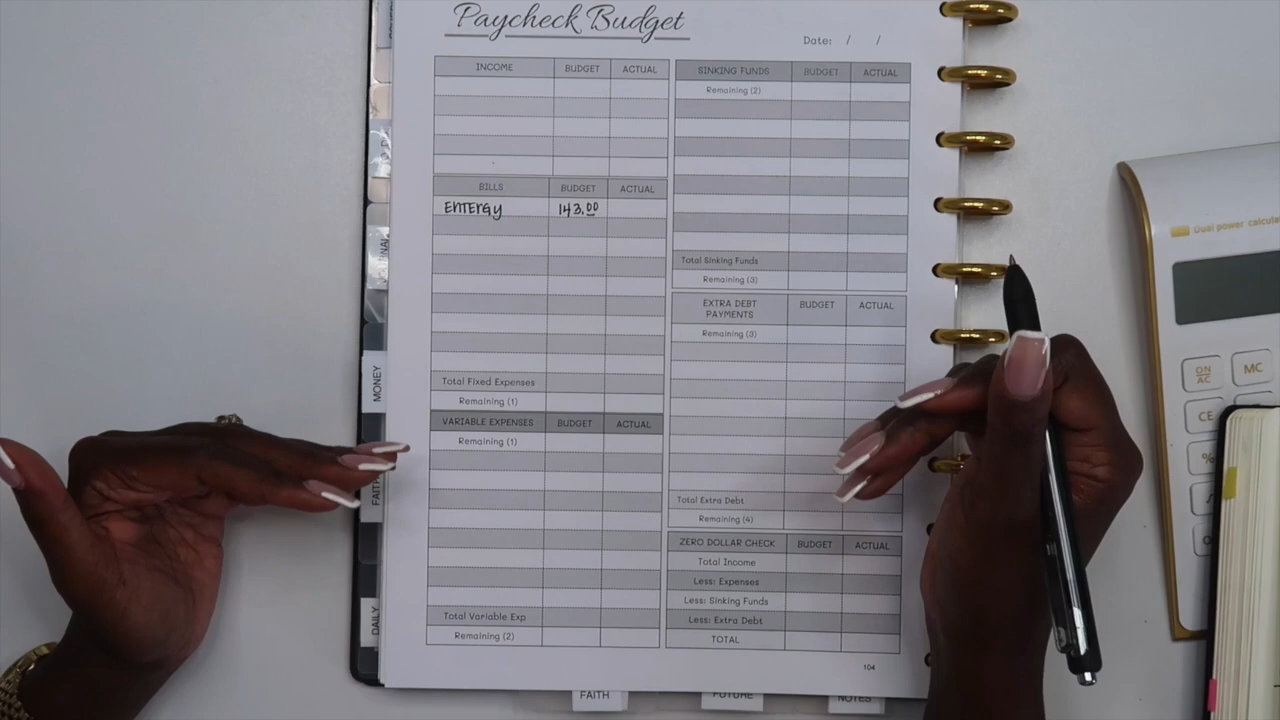 Paycheck Budget
Date: / /
INCOME BUDGET ACTUAL
BILLS BUDGET ACTUAL
ENTERGY 143.00
Total Fixed Expenses
Remaining (1)
VARIABLE EXPENSES BUDGET ACTUAL
Remaining (1)
Total Variable Exp
Remaining (2)
SINKING FUNDS BUDGET ACTUAL
Remaining (2)
Total Sinking Funds
Remaining (3)
EXTRA DEBT PAYMENTS BUDGET ACTUAL
Remaining (3)
Total Extra Debt
Remaining (4)
ZERO DOLLAR CHECK BUDGET ACTUAL
Total Income
Less: Expenses
Less: Sinking Funds
Less: Extra Debt
TOTAL
104
MONEY
FAITH
DAILY
FAITH
FUTURE
NOTES
Dual power
ON
AC
MC
CE
%